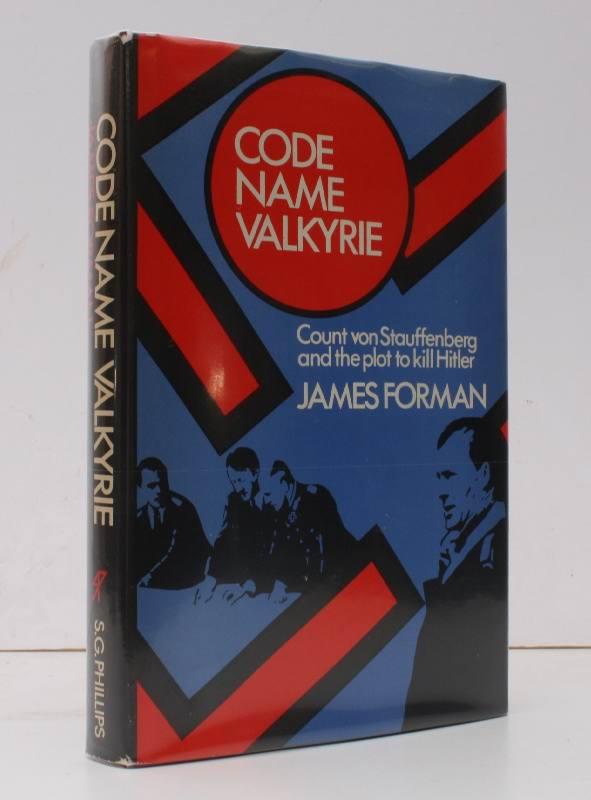 CODE
NAME
VALKYRIE
Count von Stauffenberg
and the plot to kill Hitler
JAMES FORMAN
CODE NAME VALKYRIE
S.G. PHILLIPS